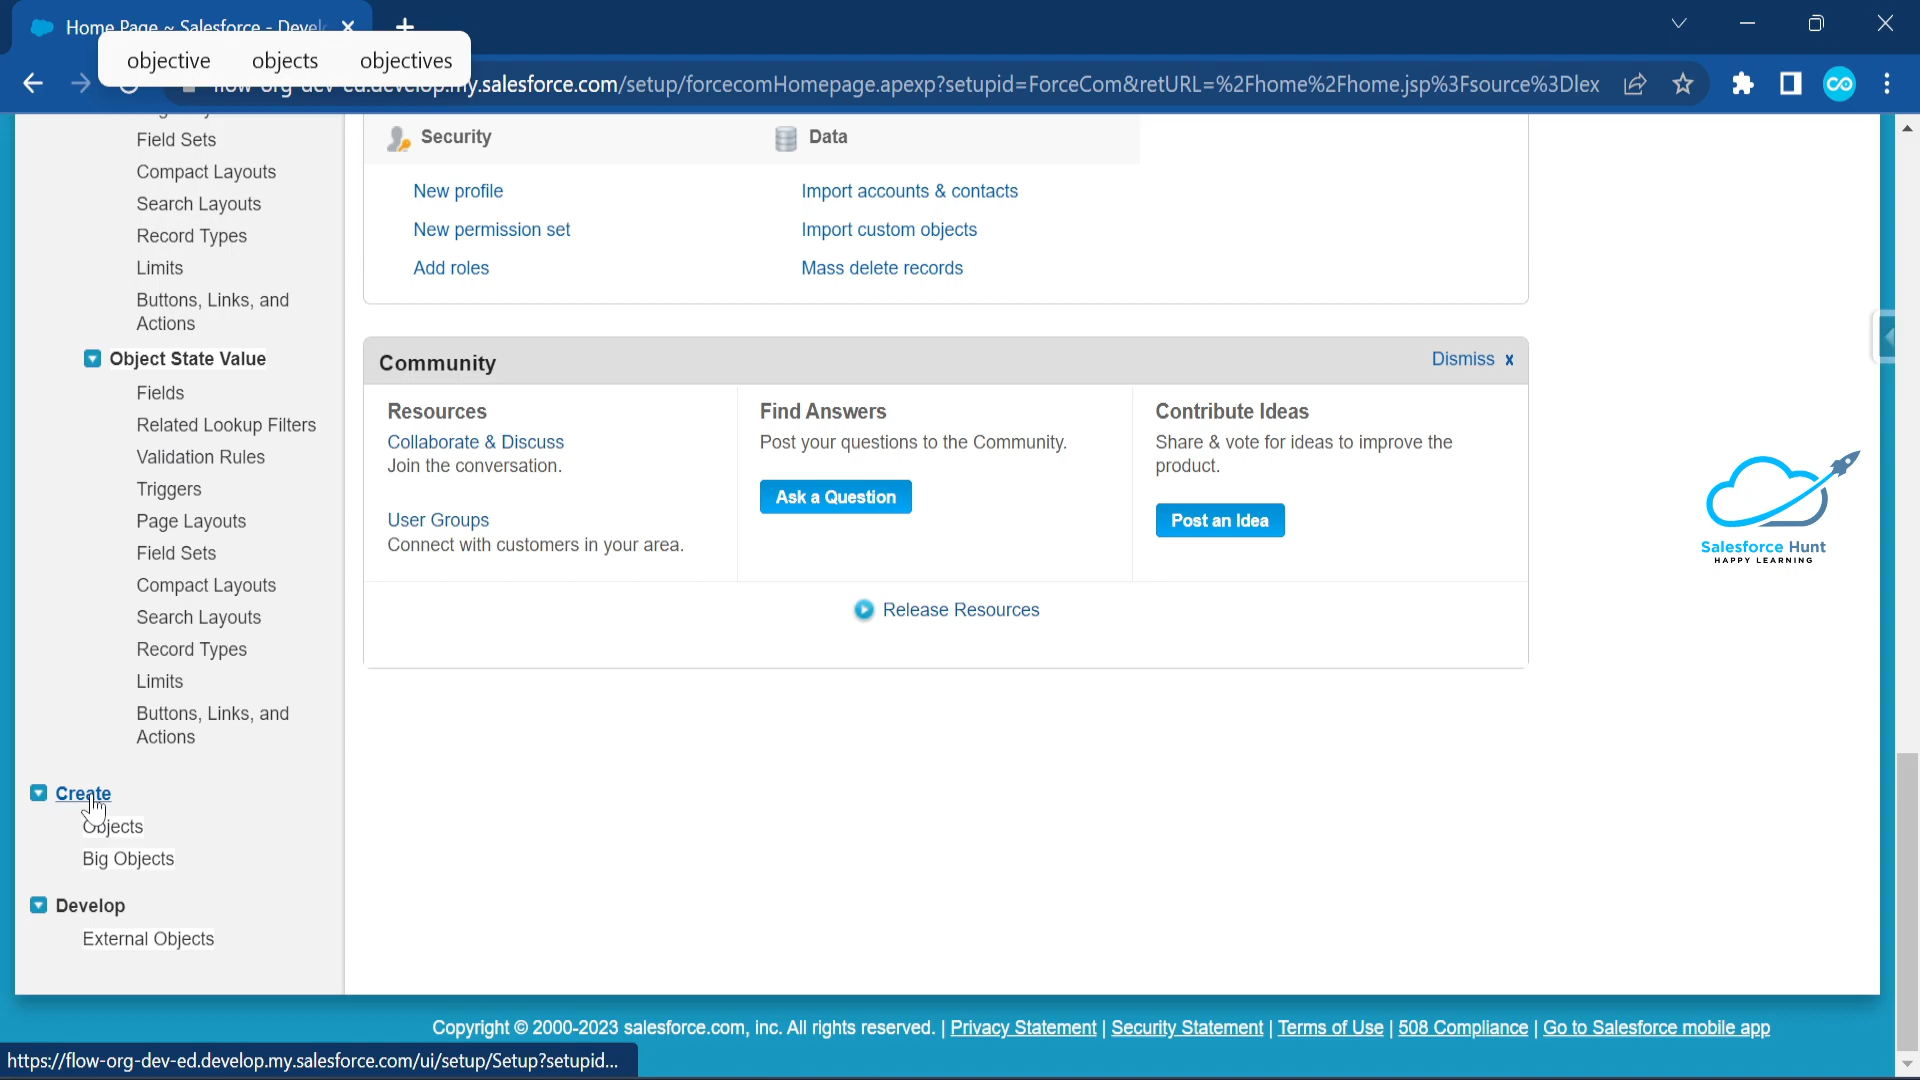 Home Page ~ Salesforce - Devel
objective objects objectives
.salesforce.com/setup/forcecomHomepage.apexp?setupid=ForceCom&retURL=%2Fhome%2Fhome.jsp%3Fsource%3Dlex
Field Sets
Compact Layouts
Search Layouts
Record Types
Limits
Buttons, Links, and
Actions
Object State Value
Fields
Related Lookup Filters
Validation Rules
Triggers
Page Layouts
Field Sets
Compact Layouts
Search Layouts
Record Types
Limits
Buttons, Links, and
Actions
Create
Objects
Big Objects
Develop
External Objects
Security
New profile
New permission set
Add roles
Data
Import accounts & contacts
Import custom objects
Mass delete records
Community
Dismiss x
Resources
Collaborate & Discuss
Join the conversation.
User Groups
Connect with customers in your area.
Find Answers
Post your questions to the Community.
Ask a Question
Contribute Ideas
Share & vote for ideas to improve the
product.
Post an Idea
Release Resources
Salesforce Hunt
HAPPY LEARNING
Copyright © 2000-2023 salesforce.com, inc. All rights reserved. | Privacy Statement | Security Statement | Terms of Use | 508 Compliance | Go to Salesforce mobile app
https://flow-org-dev-ed.develop.my.salesforce.com/ui/setup/Setup?setupid...